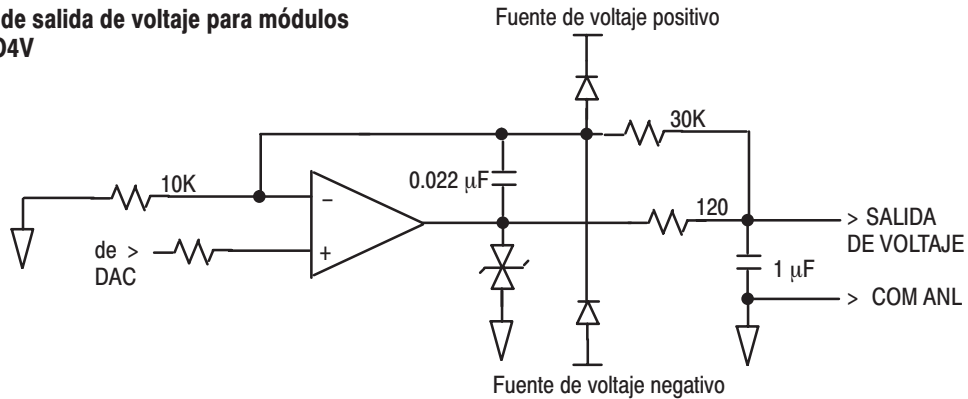 de salida de voltaje para módulos
O4V
Fuente de voltaje positivo
30K
10K
0.022 μF
120
−
+
de >
DAC
> SALIDA
DE VOLTAJE
1 μF
> COM ANL
Fuente de voltaje negativo